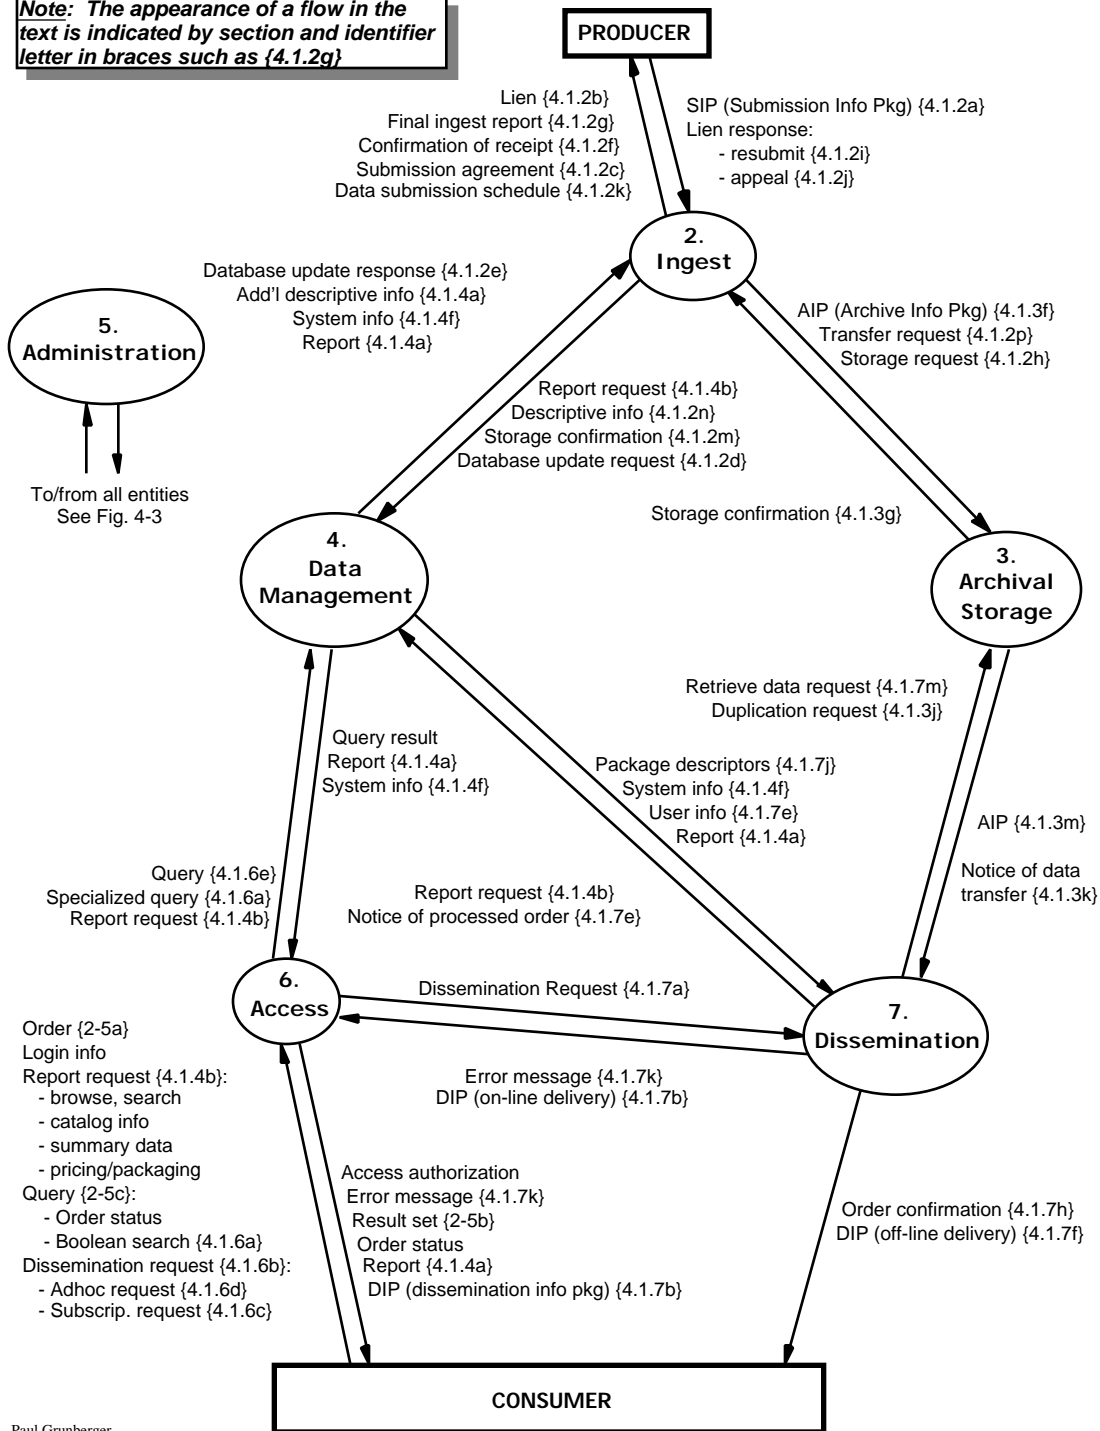 Note: The appearance of a flow in the
text is indicated by section and identifier
letter in braces such as {4.1.2g}
PRODUCER
Lien {4.1.2b}
Final ingest report {4.1.2g}
Confirmation of receipt {4.1.2f}
Submission agreement {4.1.2c}
Data submission schedule {4.1.2k}
SIP (Submission Info Pkg) {4.1.2a}
Lien response:
- resubmit {4.1.2i}
- appeal {4.1.2j}
2.
Ingest
Database update response {4.1.2e}
Add'l descriptive info {4.1.4a}
System info {4.1.4f}
Report {4.1.4a}
5.
Administration
To/from all entities
See Fig. 4-3
AIP (Archive Info Pkg) {4.1.3f}
Transfer request {4.1.2p}
Storage request {4.1.2h}
Report request {4.1.4b}
Descriptive info {4.1.2n}
Storage confirmation {4.1.2m}
Database update request {4.1.2d}
Storage confirmation {4.1.3g}
4.
Data
Management
3.
Archival
Storage
Retrieve data request {4.1.7m}
Duplication request {4.1.3j}
Query result
Report {4.1.4a}
System info {4.1.4f}
Package descriptors {4.1.7j}
System info {4.1.4f}
User info {4.1.7e}
Report {4.1.4a}
AIP {4.1.3m}
Notice of data
transfer {4.1.3k}
Query {4.1.6e}
Specialized query {4.1.6a}
Report request {4.1.4b}
Report request {4.1.4b}
Notice of processed order {4.1.7e}
6.
Access
Dissemination Request {4.1.7a}
7.
Dissemination
Error message {4.1.7k}
DIP (on-line delivery) {4.1.7b}
Order {2-5a}
Login info
Report request {4.1.4b}:
- browse, search
- catalog info
- summary data
- pricing/packaging
Query {2-5c}:
- Order status
- Boolean search {4.1.6a}
Dissemination request {4.1.6b}:
- Adhoc request {4.1.6d}
- Subscrip. request {4.1.6c}
Access authorization
Error message {4.1.7k}
Result set {2-5b}
Order status
Report {4.1.4a}
DIP (dissemination info pkg) {4.1.7b}
Order confirmation {4.1.7h}
DIP (off-line delivery) {4.1.7f}
CONSUMER
Paul Grunberger